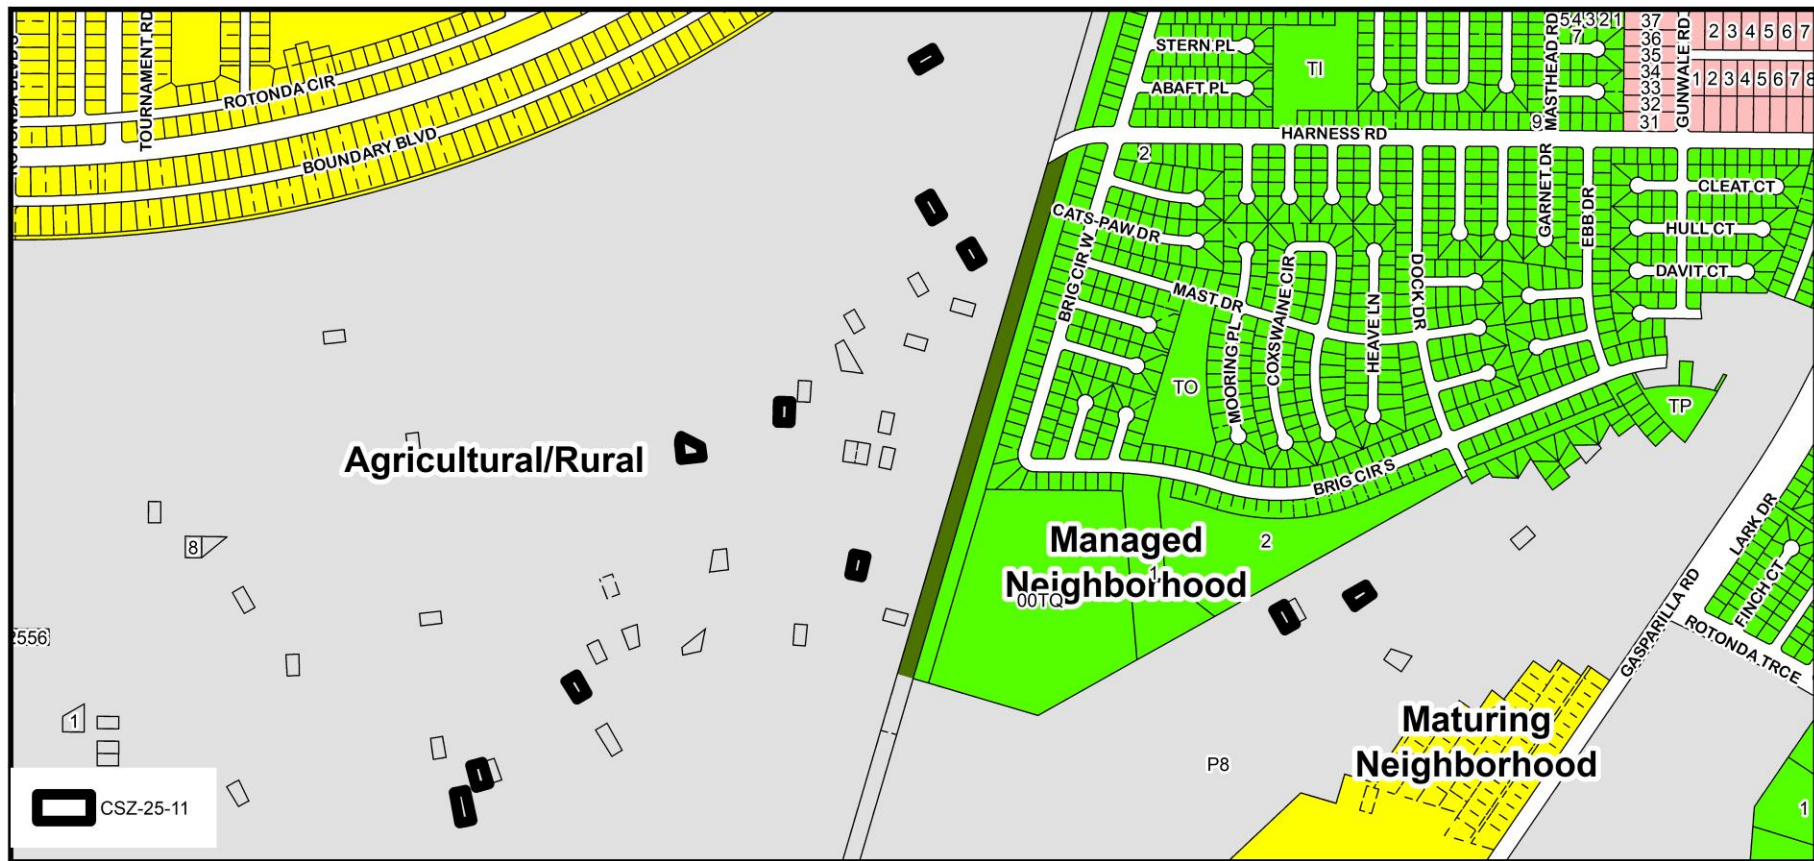 TOURNAMENT RD
ROTONDA CIR
BOUNDARY BLVD
STERN PL
ABAFT PL
TI
MASTHEAD RD
5 4 3 2 1
7
9
37
36
35
34
33
32
31
GUNWALE RD
2 3 4 5 6 7
1 2 3 4 5 6 7 8
HARNESS RD
2
CATS-PAW DR
BRIG CIR W
MAST DR
MOORING PL
COXSWAINE CIR
HEAVE LN
DOCK DR
GARNET DR
EBB DR
CLEAT CT
HULL CT
DAVIT CT
TO
TP
BRIG CIR S
Agricultural/Rural
8
1
2556
Managed
Neighborhood
1
2
00TQ
LARK DR
FINCH CT
GASPARILLA RD
ROTONDA TRCE
Maturing
Neighborhood
P8
1
CSZ-25-11